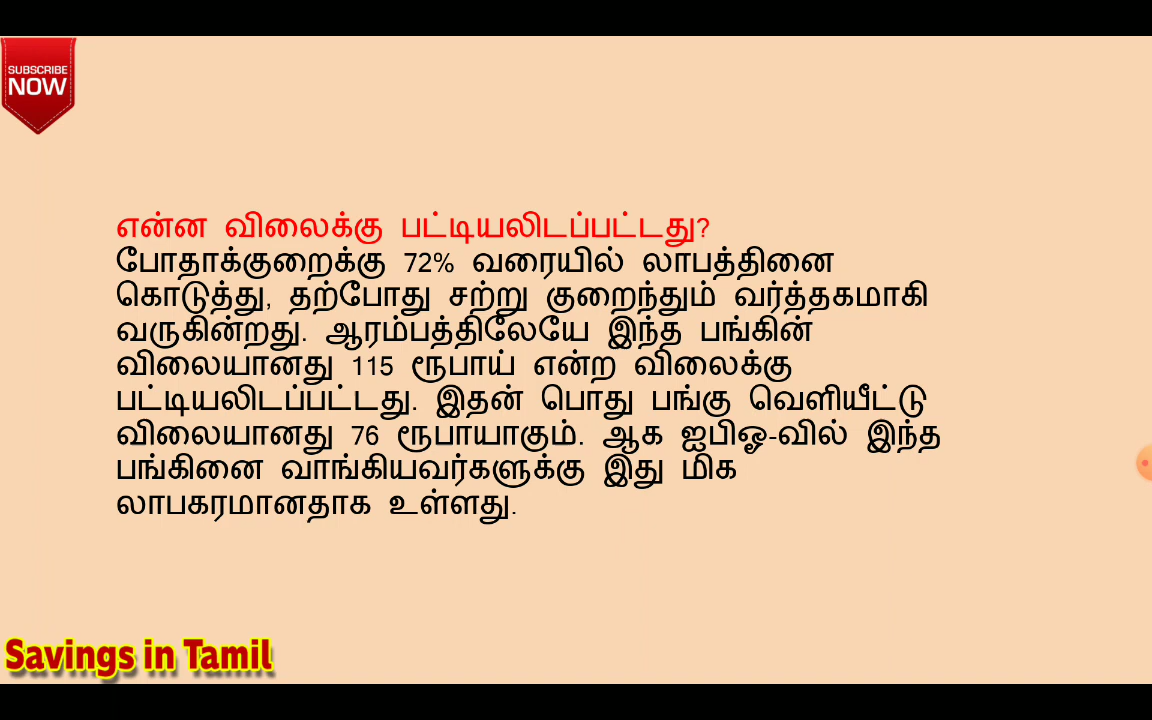 SUBSCRIBE
NOW
என்ன விலைக்கு பட்டியலிடப்பட்டது?
போதாக்குறைக்கு 72% வரையில் லாபத்தினை
கொடுத்து, தற்போது சற்று குறைந்தும் வர்த்தகமாகி
வருகின்றது. ஆரம்பத்திலேயே இந்த பங்கின்
விலையானது 115 ரூபாய் என்ற விலைக்கு
பட்டியலிடப்பட்டது. இதன் பொது பங்கு வெளியீட்டு
விலையானது 76 ரூபாயாகும். ஆக ஐபிஓ-வில் இந்த
பங்கினை வாங்கியவர்களுக்கு இது மிக
லாபகரமானதாக உள்ளது.
Savings in Tamil